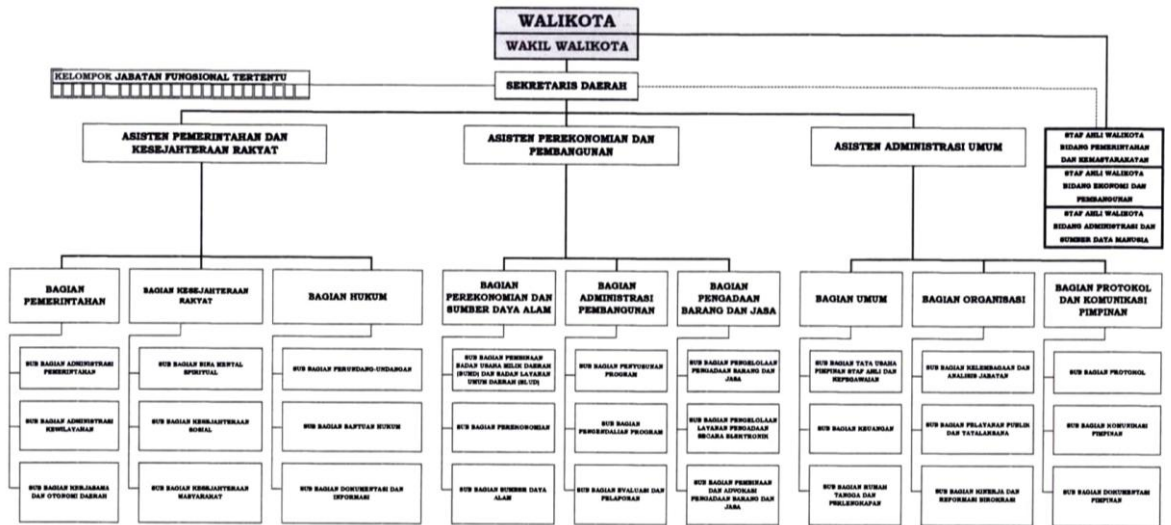 WALIKOTA
WAKIL WALIKOTA
KELOMPOK JABATAN FUNGSIONAL TERTENTU
SEKRETARIS DAERAH
ASISTEN PEMERINTAHAN DAN
KESEJAHTERAAN RAKYAT
ASISTEN PEREKONOMIAN DAN
PEMBANGUNAN
ASISTEN ADMINISTRASI UMUM
STAF AHLI WALIKOTA
BIDANG PEMERINTAHAN
DAN KEMASYARAKATAN
STAF AHLI WALIKOTA
BIDANG EKONOMI DAN
PEMBANGUNAN
STAF AHLI WALIKOTA
BIDANG ADMINISTRASI DAN
SUMBER DATA MANUSIA
BAGIAN
PEMERINTAHAN
BAGIAN KESEJAHTERAAN
RAKYAT
BAGIAN HUKUM
BAGIAN
PEREKONOMIAN DAN
SUMBER DAYA ALAM
BAGIAN
ADMINISTRASI
PEMBANGUNAN
BAGIAN
PENGADAAN
BARANG DAN JASA
BAGIAN UMUM
BAGIAN ORGANISASI
BAGIAN PROTOKOL
DAN KOMUNIKASI
PIMPINAN
SUB BAGIAN ADMINISTRASI
PEMERINTAHAN
SUB BAGIAN BINA MENTAL
SPIRITUAL
SUB BAGIAN PERUNDANG-UNDANGAN
SUB BAGIAN PEMBINAAN
BADAN USAHA MILIK DAERAH
(BUMD) DAN BADAN LAYANAN
UMUM DAERAH (BLUD)
SUB BAGIAN PENYUSUNAN
PROGRAM
SUB BAGIAN PENGELOLAAN
PENGADAAN BARANG DAN
JASA
SUB BAGIAN TATA USAHA
PIMPINAN STAF AHLI DAN
KEPEGAWAIAN
SUB BAGIAN KELEMBAGAAN DAN
ANALISIS JABATAN
SUB BAGIAN PROTOKOL
SUB BAGIAN ADMINISTRASI
KEWILAYAHAN
SUB BAGIAN KESEJAHTERAAN
SOSIAL
SUB BAGIAN BANTUAN HUKUM
SUB BAGIAN PEREKONOMIAN
SUB BAGIAN
PENGENDALIAN PROGRAM
SUB BAGIAN PENGELOLAAN
LAYANAN PENGADAAN
SECARA ELEKTRONIK
SUB BAGIAN KEUANGAN
SUB BAGIAN PELAYANAN PUBLIK
DAN TATALAKSANA
SUB BAGIAN KOMUNIKASI
PIMPINAN
SUB BAGIAN KERJASAMA
DAN OTONOMI DAERAH
SUB BAGIAN KESEJAHTERAAN
MASYARAKAT
SUB BAGIAN DOKUMENTASI DAN
INFORMASI
SUB BAGIAN SUMBER DAYA
ALAM
SUB BAGIAN EVALUASI DAN
PELAPORAN
SUB BAGIAN PEMBINAAN
DAN ADVOKASI
PENGADAAN BARANG DAN
JASA
SUB BAGIAN RUMAH
TANGGA DAN
PERLENGKAPAN
SUB BAGIAN KINERJA DAN
REFORMASI BIROKRASI
SUB BAGIAN DOKUMENTASI
PIMPINAN